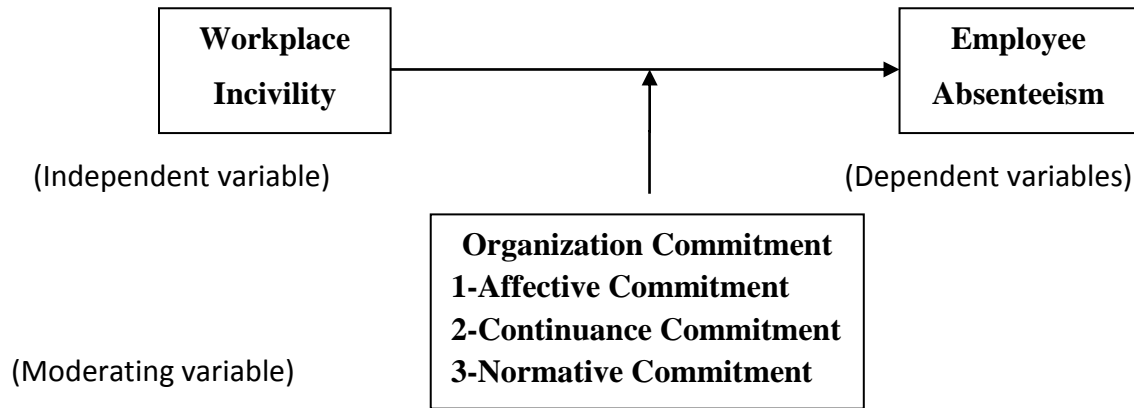 Workplace
Incivility
Employee
Absenteeism
(Independent variable)
(Dependent variables)
Organization Commitment
1-Affective Commitment
2-Continuance Commitment
3-Normative Commitment
(Moderating variable)